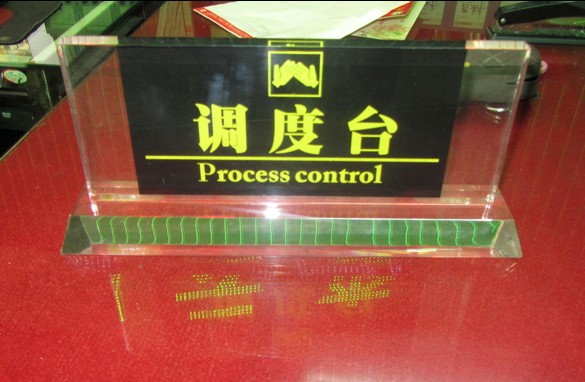 调度台
Process control